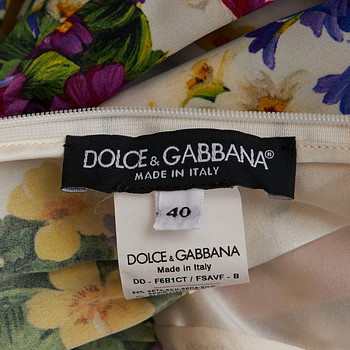 DOLCE & GABBANA®
MADE IN ITALY
40
DOLCE & GABBANA
Made in Italy
DD - F6B1CT / FSAVF - B